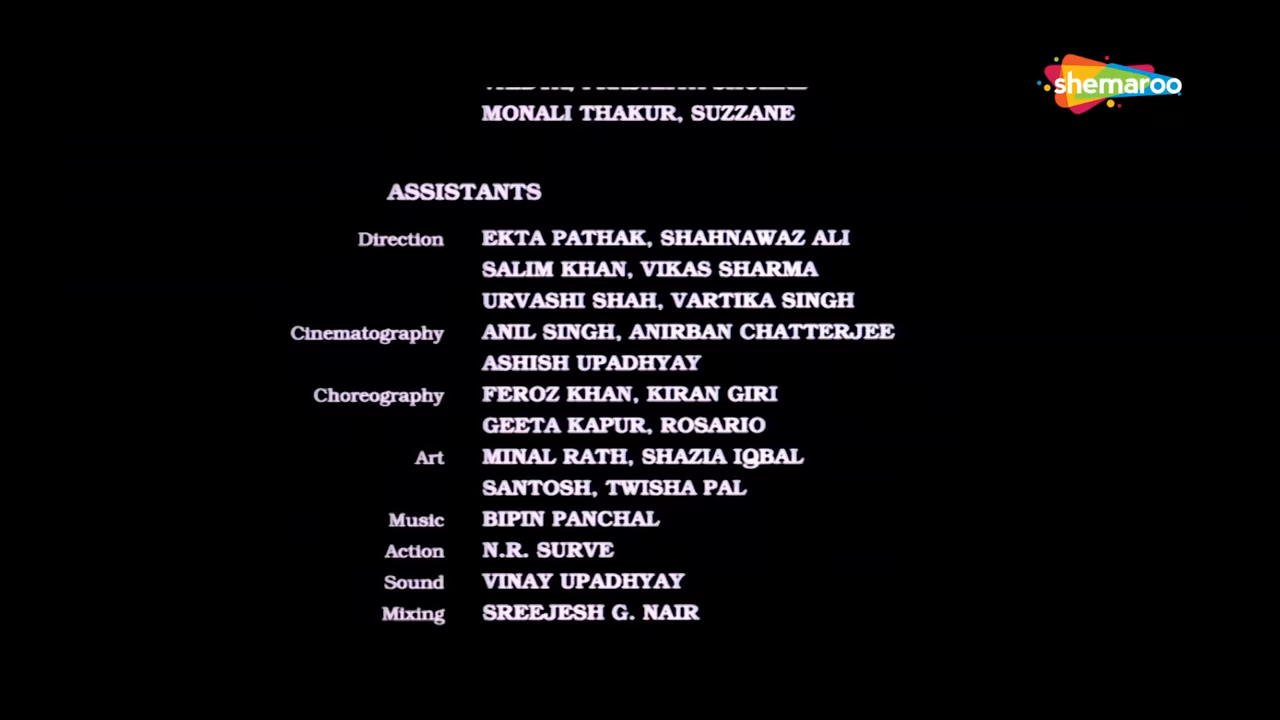 shemaroo
MONALI THAKUR, SUZZANE
ASSISTANTS
Direction EKTA PATHAK, SHAHNAWAZ ALI
SALIM KHAN, VIKAS SHARMA
URVASHI SHAH, VARTIKA SINGH
Cinematography ANIL SINGH, ANIRBAN CHATTERJEE
ASHISH UPADHYAY
Choreography FEROZ KHAN, KIRAN GIRI
GEETA KAPUR, ROSARIO
Art MINAL RATH, SHAZIA IQBAL
SANTOSH, TWISHA PAL
Music BIPIN PANCHAL
Action N.R. SURVE
Sound VINAY UPADHYAY
Mixing SREEJESH G. NAIR